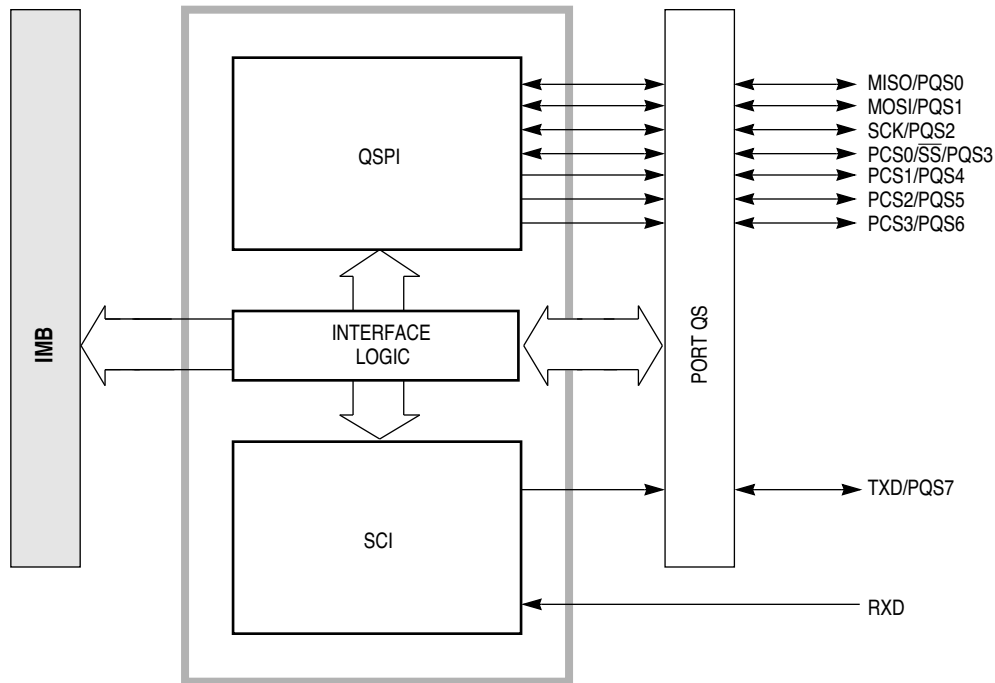 IMB
QSPI
INTERFACE
LOGIC
SCI
PORT QS
MISO/PQS0
MOSI/PQS1
SCK/PQS2
PCS0/S̅S̅/PQS3
PCS1/PQS4
PCS2/PQS5
PCS3/PQS6
TXD/PQS7
RXD